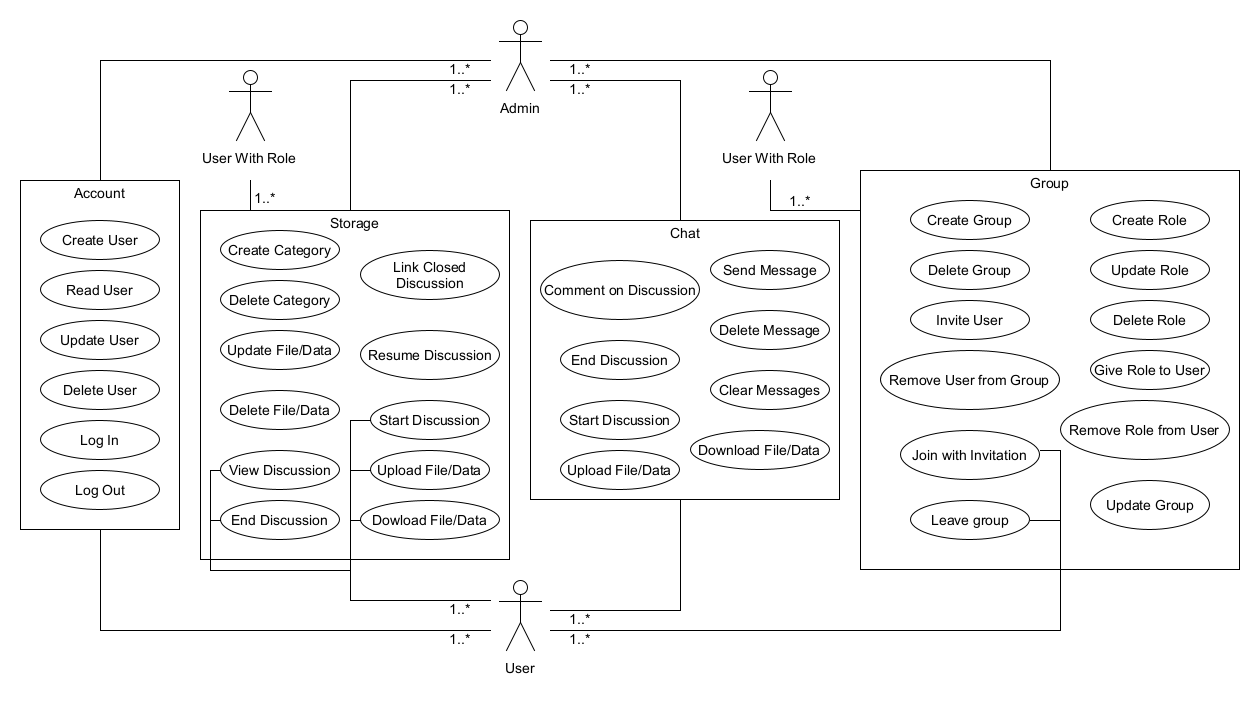 1..*
1..*
1..*
1..*
Admin
User With Role
User With Role
1..*
1..*
Account
Create User
Read User
Update User
Delete User
Log In
Log Out
Storage
Create Category
Delete Category
Update File/Data
Delete File/Data
View Discussion
End Discussion
Link Closed
Discussion
Resume Discussion
Start Discussion
Upload File/Data
Dowload File/Data
Chat
Comment on Discussion
End Discussion
Start Discussion
Upload File/Data
Send Message
Delete Message
Clear Messages
Download File/Data
Group
Create Group
Delete Group
Invite User
Remove User from Group
Join with Invitation
Leave group
Create Role
Update Role
Delete Role
Give Role to User
Remove Role from User
Update Group
1..*
1..*
1..*
1..*
User